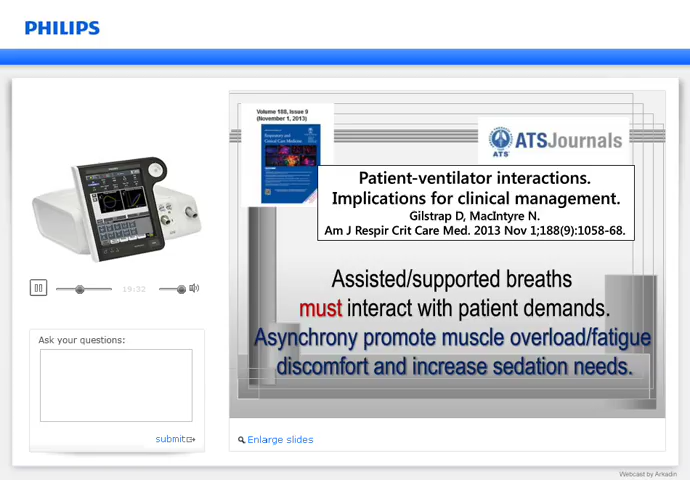 PHILIPS
Volume 188, Issue 9
(November 1, 2013)
ATS
ATSJournals
Patient-ventilator interactions.
Implications for clinical management.
Gilstrap D, MacIntyre N.
Am J Respir Crit Care Med. 2013 Nov 1;188(9):1058-68.
Assisted/supported breaths
must interact with patient demands.
Asynchrony promote muscle overload/fatigue
discomfort and increase sedation needs.
19:32
Ask your questions:
submit
Enlarge slides
Webcast by Arkadin